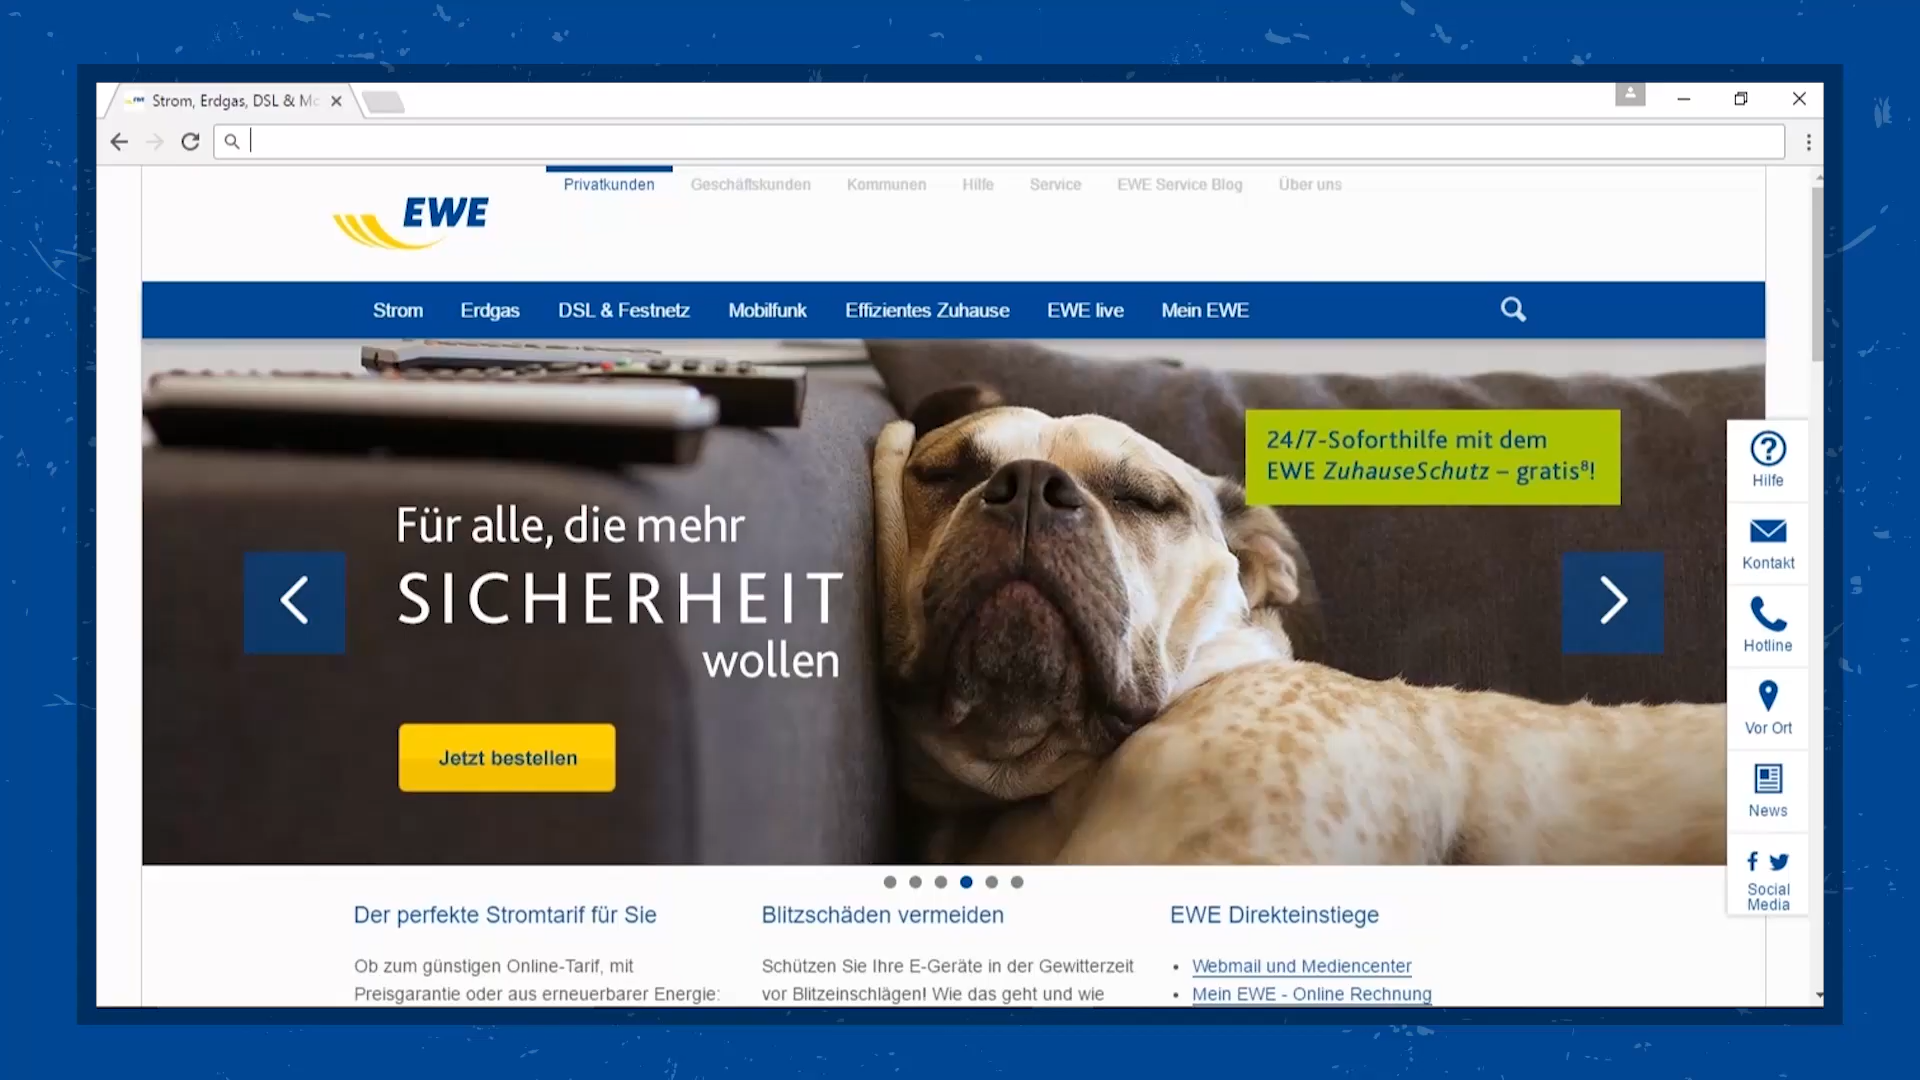 Strom, Erdgas, DSL & Mo
Privatkunden
Geschäftskunden
Kommunen
Hilfe
Service
EWE Service Blog
Über uns
EWE
Strom
Erdgas
DSL & Festnetz
Mobilfunk
Effizientes Zuhause
EWE live
Mein EWE
24/7-Soforthilfe mit dem
EWE ZuhauseSchutz – gratis⁸!
Für alle, die mehr
SICHERHEIT
wollen
Jetzt bestellen
Hilfe
Kontakt
Hotline
Vor Ort
News
Social
Media
Der perfekte Stromtarif für Sie
Ob zum günstigen Online-Tarif, mit
Preisgarantie oder aus erneuerbarer Energie:
Blitzschäden vermeiden
Schützen Sie Ihre E-Geräte in der Gewitterzeit
vor Blitzeinschlägen! Wie das geht und wie
EWE Direkteinstiege
• Webmail und Mediencenter
• Mein EWE - Online Rechnung